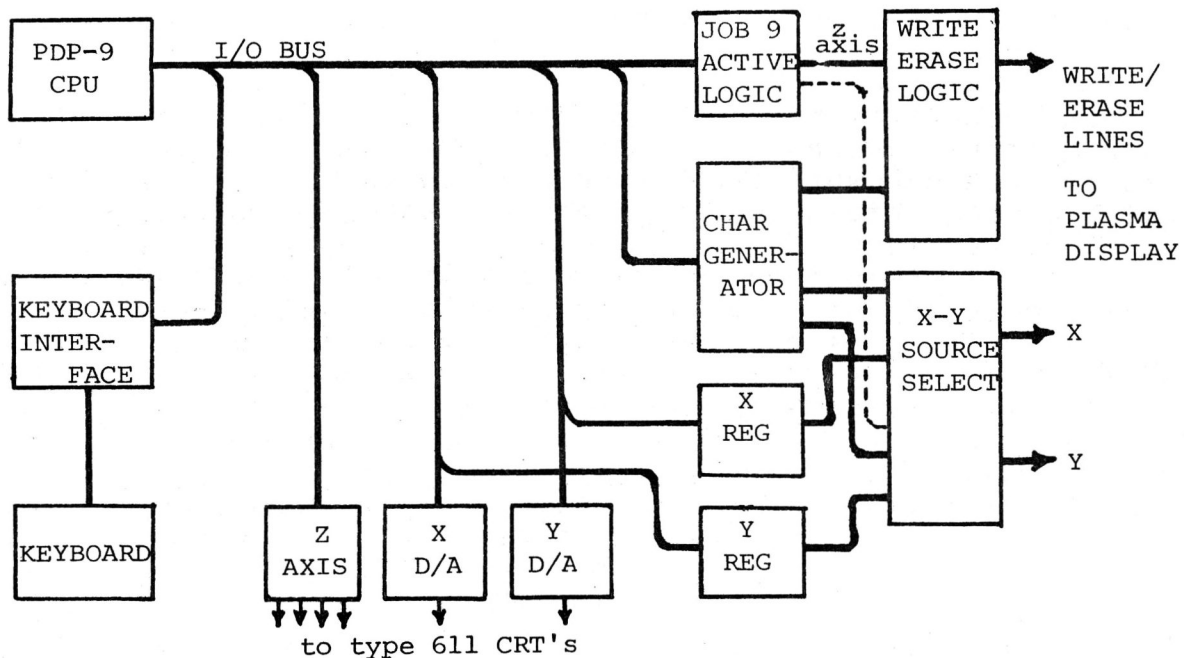 PDP-9
CPU
I/O BUS
JOB 9
ACTIVE
LOGIC
z
axis
WRITE
ERASE
LOGIC
WRITE/
ERASE
LINES
TO
PLASMA
DISPLAY
CHAR
GENER-
ATOR
KEYBOARD
INTER-
FACE
X-Y
SOURCE
SELECT
X
Y
X
REG
Y
REG
KEYBOARD
Z
AXIS
X
D/A
Y
D/A
to type 611 CRT's